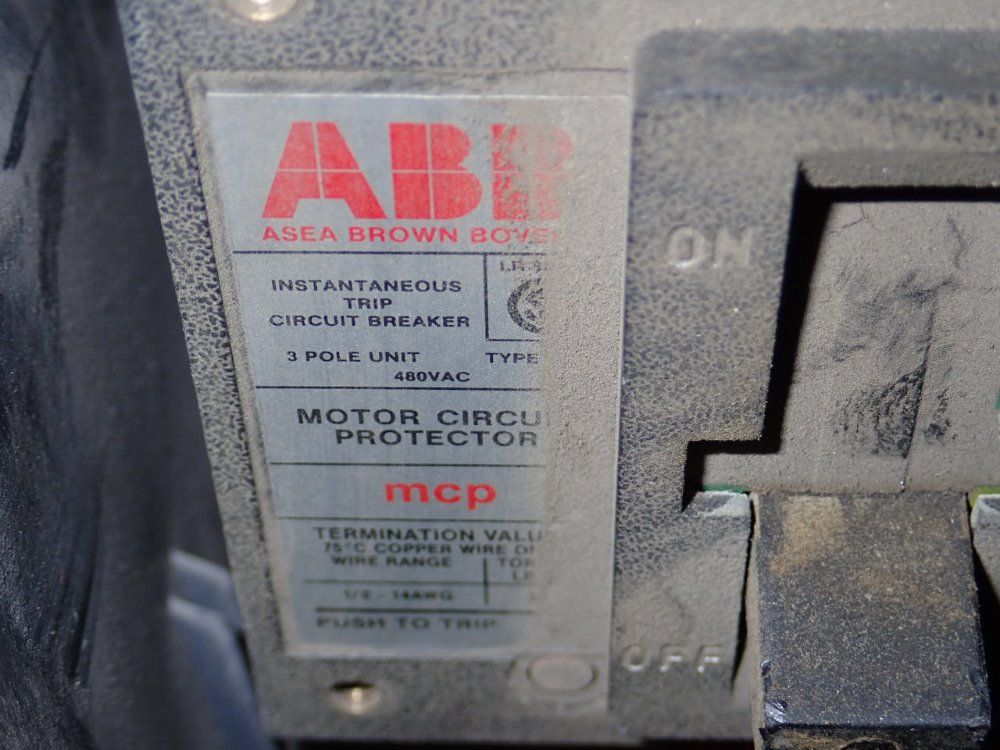 ABB
ASEA BROWN BOVE
INSTANTANEOUS
TRIP
CIRCUIT BREAKER
3 POLE UNIT TYPE
480VAC
MOTOR CIRCU
PROTECTOR
mcp
TERMINATION VALU
75°C COPPER WIRE ON
WIRE RANGE
1/0 - 14AWG
PUSH TO TRIP
ON
OFF